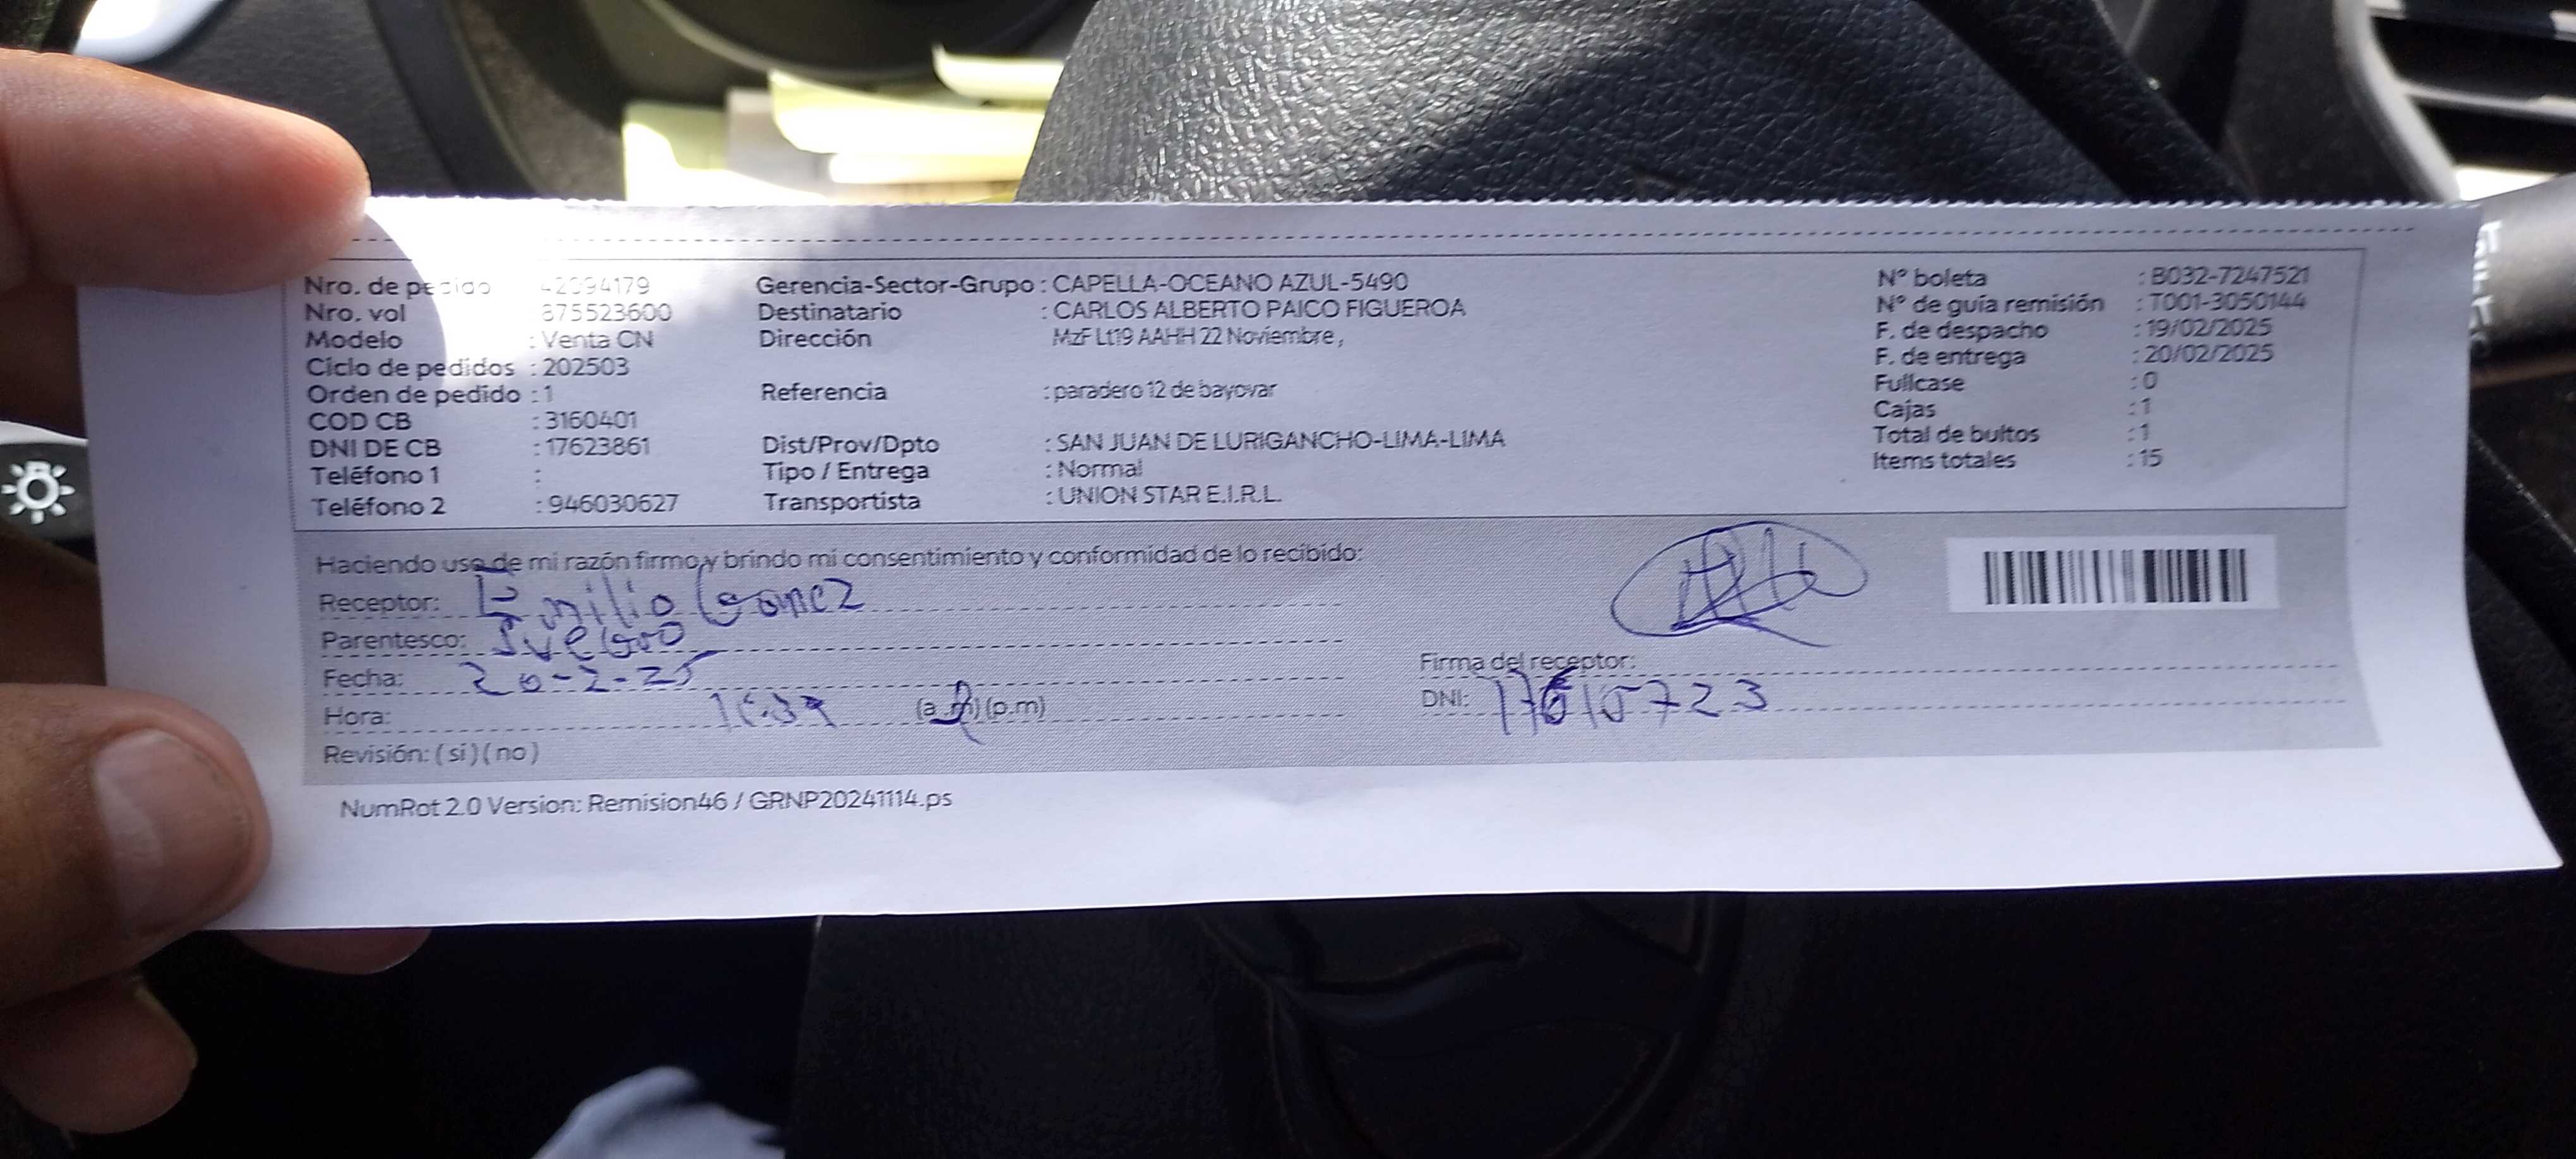 Nro. de pedido 42094179
Nro. vol 875523600
Modelo : Venta CN
Ciclo de pedidos : 202503
Orden de pedido : 1
COD CB : 3160401
DNI DE CB : 17623861
Teléfono 1 :
Teléfono 2 : 946030627
Gerencia-Sector-Grupo : CAPELLA-OCEANO AZUL-5490
Destinatario : CARLOS ALBERTO PAICO FIGUEROA
Dirección MzF Lt19 AAHH 22 Noviembre,
Referencia : paradero 12 de bayovar
Dist/Prov/Dpto : SAN JUAN DE LURIGANCHO-LIMA-LIMA
Tipo / Entrega : Normal
Transportista : UNION STAR E.I.R.L.
N° boleta : B032-7247521
N° de guía remisión : T001-3050144
F. de despacho : 19/02/2025
F. de entrega : 20/02/2025
Fullcase : 0
Cajas : 1
Total de bultos : 1
Items totales : 15
Haciendo uso de mi razón firmo y brindo mi consentimiento y conformidad de lo recibido:
Receptor: Emilio Gomez
Parentesco: Suegro
Fecha: 20-2-25
Hora: (a.m)(p.m)
Revisión: (si)(no)
Firma del receptor:
DNI: 17610723
NumRot 2.0 Version: Remision46 / GRNP20241114.ps